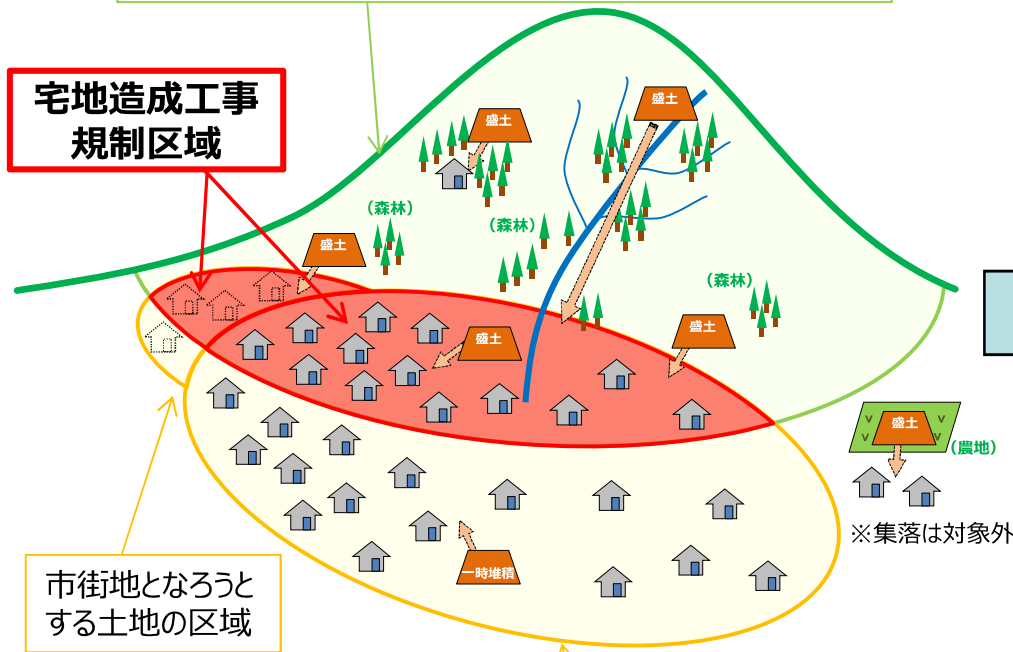 宅地造成工事
規制区域
盛土
盛土
(森林)
(森林)
盛土
(森林)
盛土
盛土
盛土
(農地)
※集落は対象外
一時堆積
市街地となろうと
する土地の区域